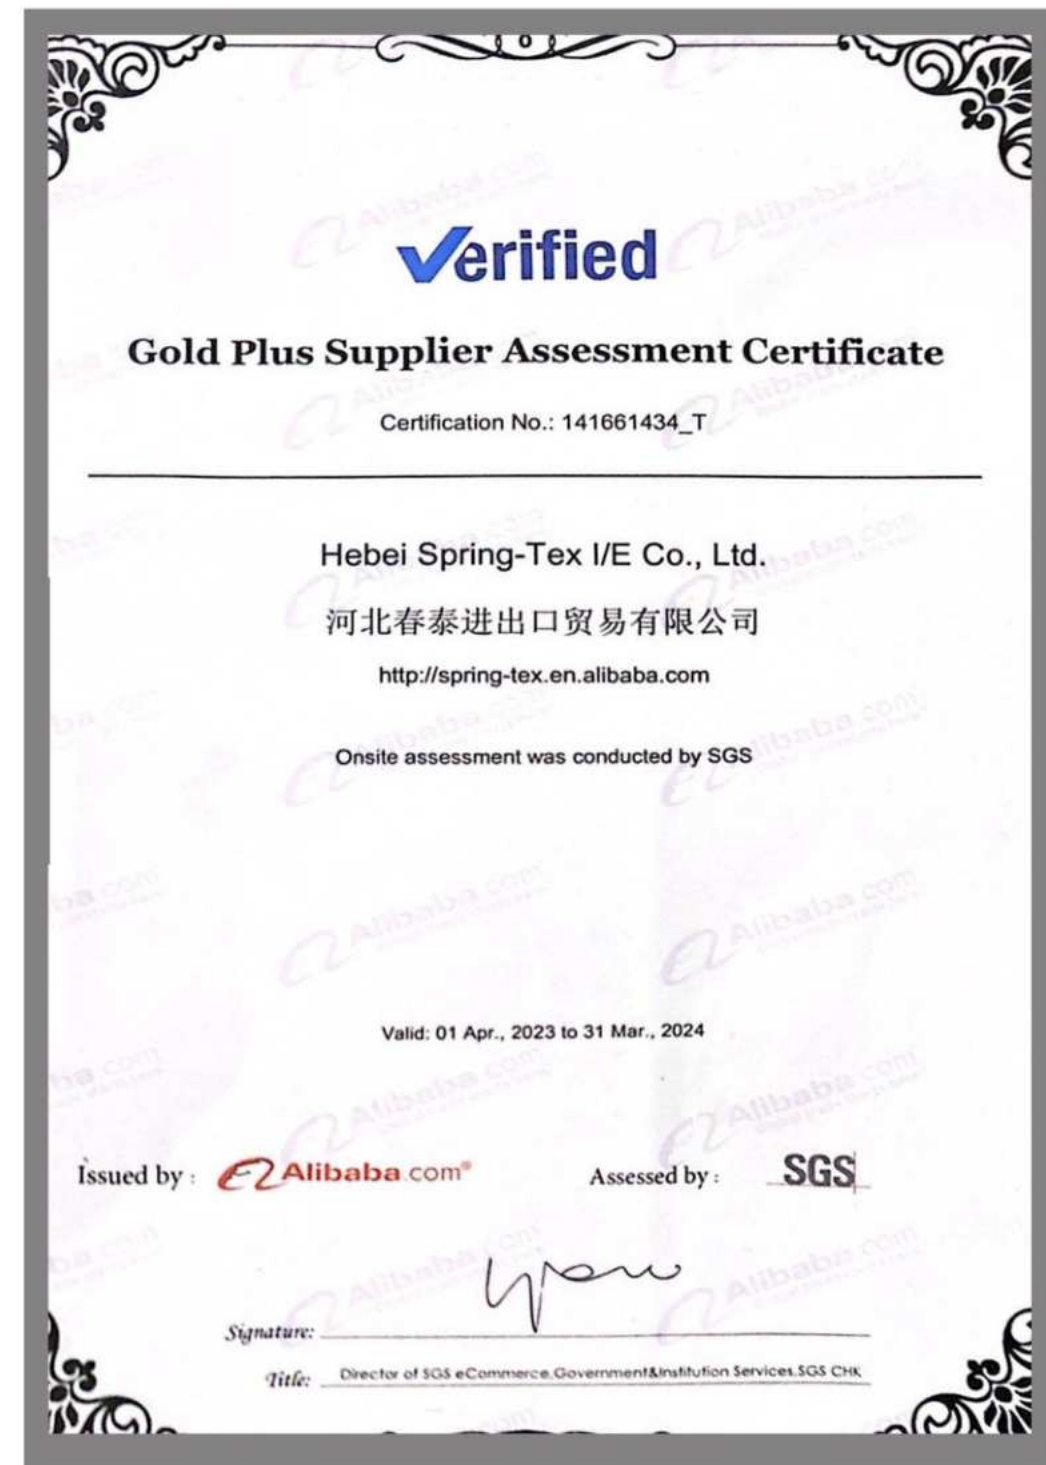 Verified
Gold Plus Supplier Assessment Certificate
Certification No.: 141661434_T
Hebei Spring-Tex I/E Co., Ltd.
河北春泰进出口贸易有限公司
http://spring-tex.en.alibaba.com
Onsite assessment was conducted by SGS
Valid: 01 Apr., 2023 to 31 Mar., 2024
Issued by : Alibaba.com® Assessed by : SGS
Signature:
Title: Director of SGS eCommerce,Government&Institution Services,SGS CHK